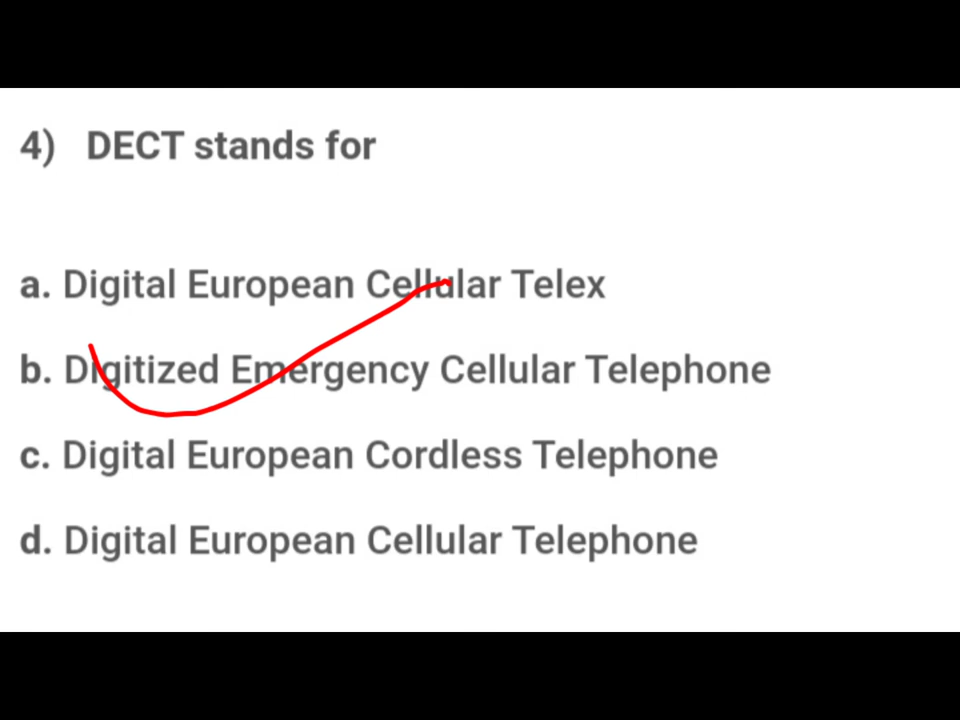 4) DECT stands for
a. Digital European Cellular Telex
b. Digitized Emergency Cellular Telephone
c. Digital European Cordless Telephone
d. Digital European Cellular Telephone